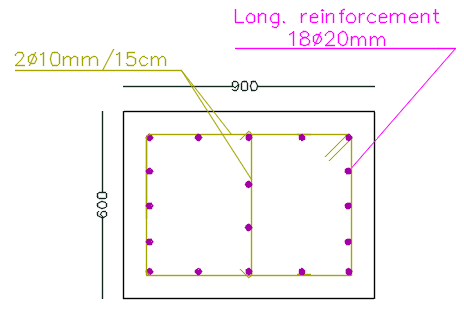 Long. reinforcement
18ø20mm
2ø10mm/15cm
900
600